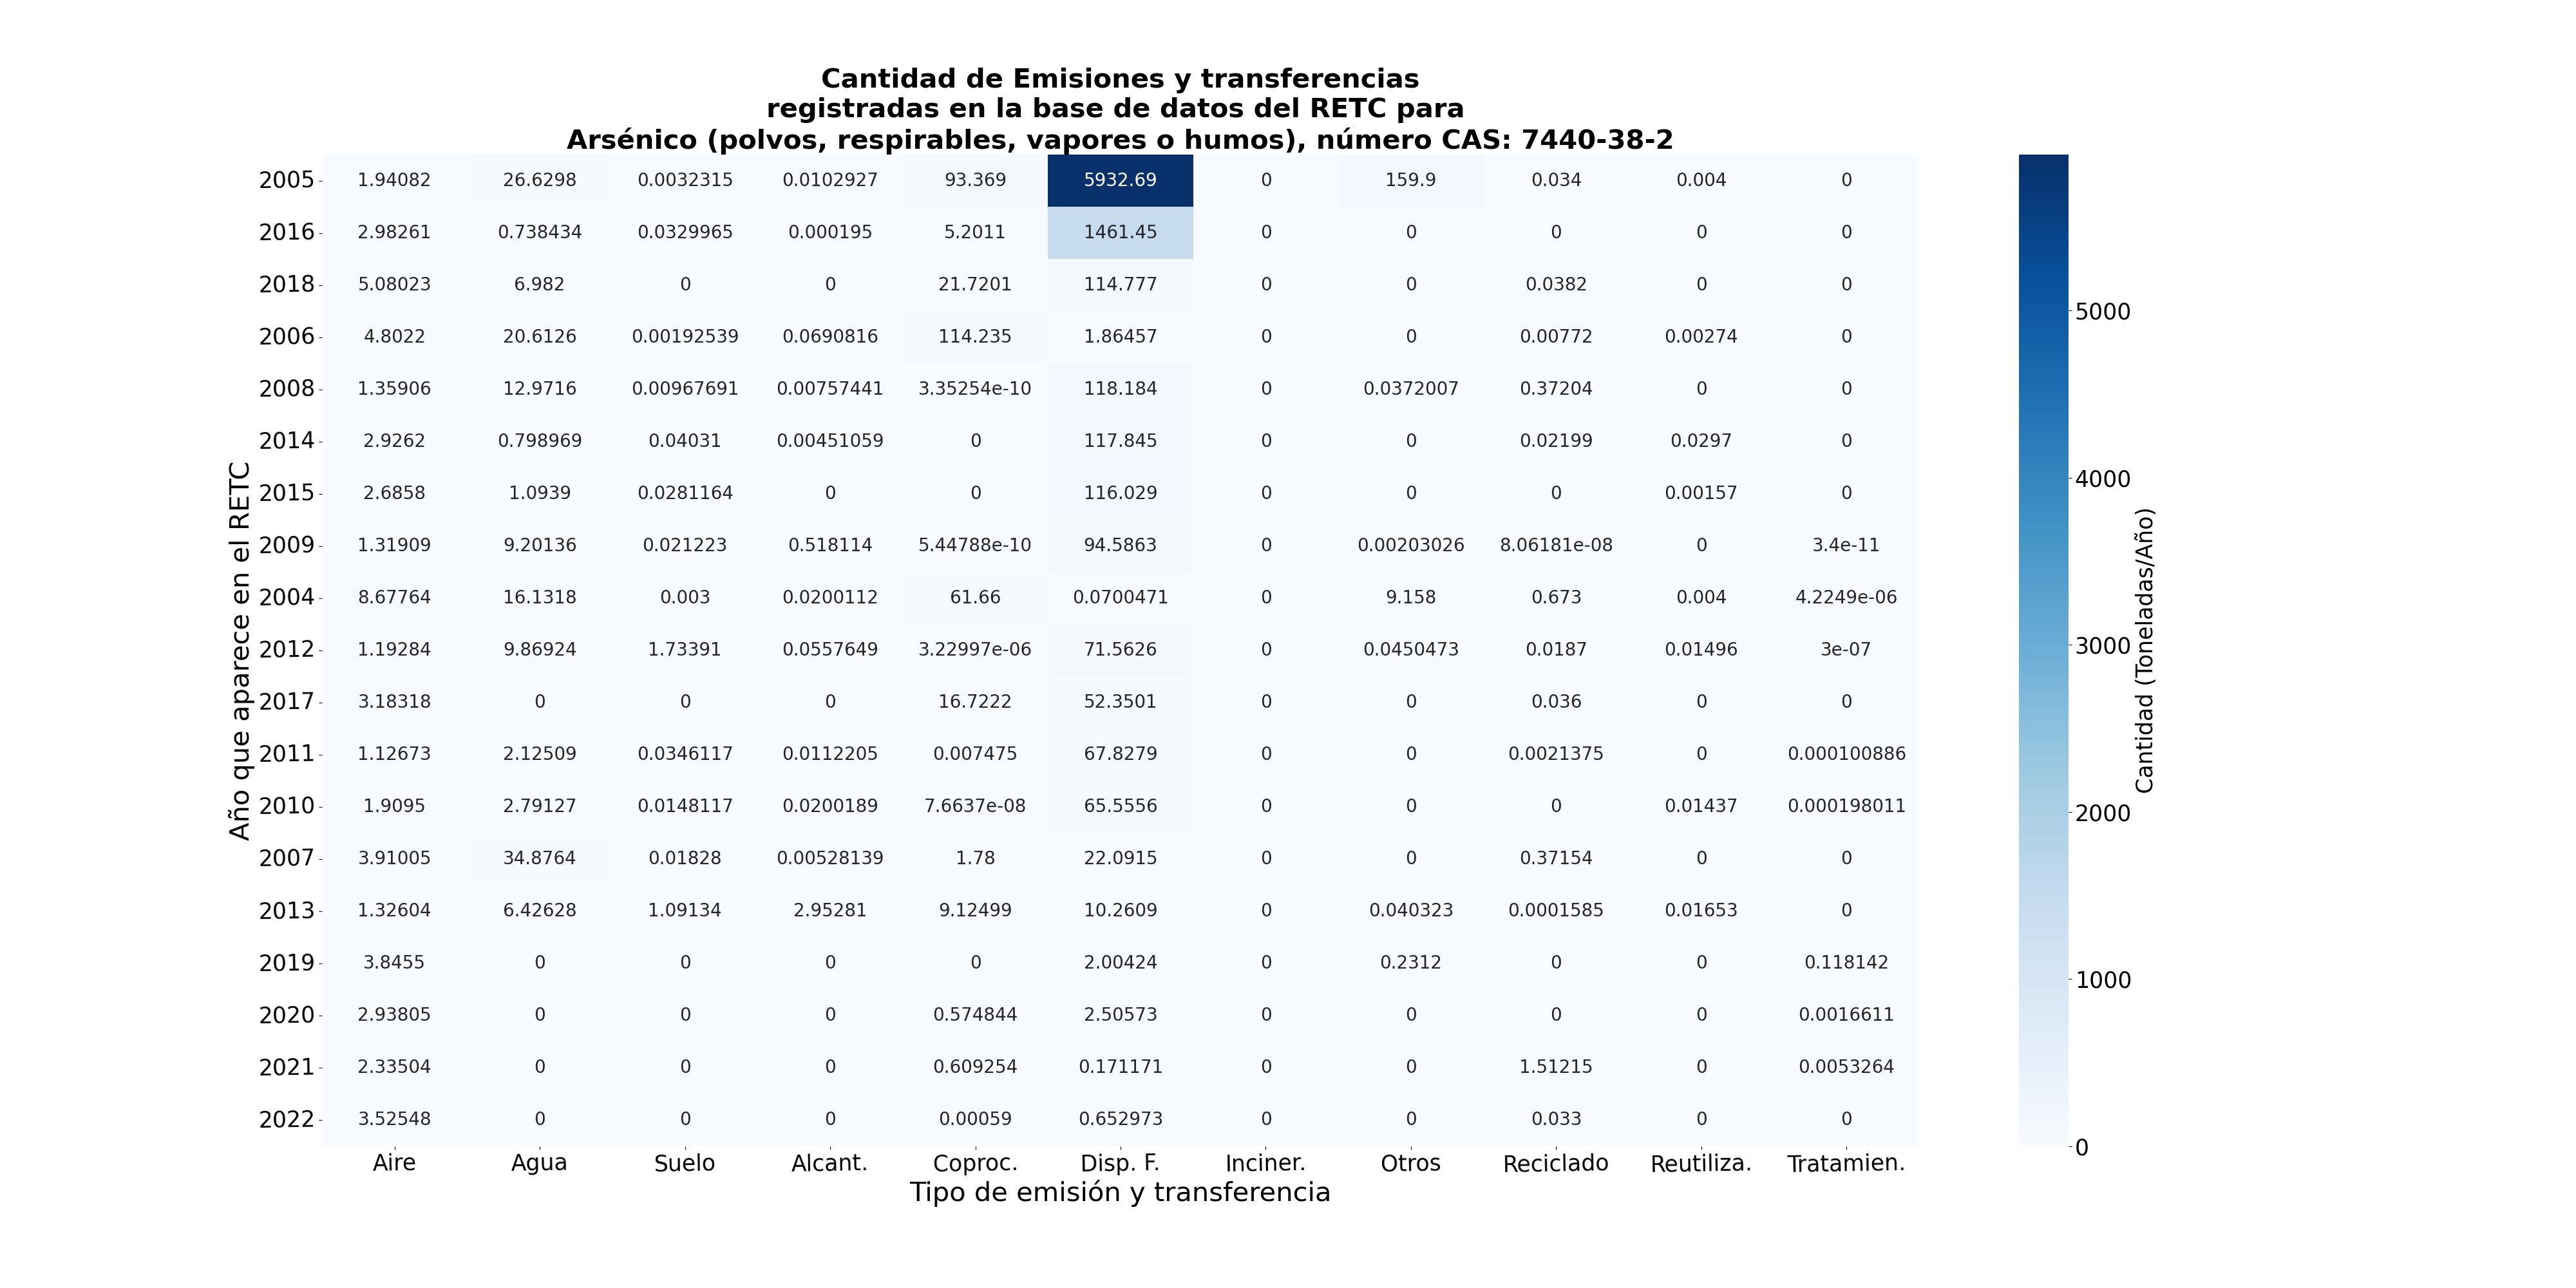 Cantidad de Emisiones y transferencias
registradas en la base de datos del RETC para
Arsénico (polvos, respirables, vapores o humos), número CAS: 7440-38-2
2005 1.94082 26.6298 0.0032315 0.0102927 93.369 5932.69 0 159.9 0.034 0.004 0
2016 2.98261 0.738434 0.0329965 0.000195 5.2011 1461.45 0 0 0 0 0
2018 5.08023 6.982 0 0 21.7201 114.777 0 0 0.0382 0 0
2006 4.8022 20.6126 0.00192539 0.0690816 114.235 1.86457 0 0 0.00772 0.00274 0
2008 1.35906 12.9716 0.00967691 0.00757441 3.35254e-10 118.184 0 0.0372007 0.37204 0 0
2014 2.9262 0.798969 0.04031 0.00451059 0 117.845 0 0 0.02199 0.0297 0
2015 2.6858 1.0939 0.0281164 0 0 116.029 0 0 0 0.00157 0
2009 1.31909 9.20136 0.021223 0.518114 5.44788e-10 94.5863 0 0.00203026 8.06181e-08 0 3.4e-11
2004 8.67764 16.1318 0.003 0.0200112 61.66 0.0700471 0 9.158 0.673 0.004 4.2249e-06
2012 1.19284 9.86924 1.73391 0.0557649 3.22997e-06 71.5626 0 0.0450473 0.0187 0.01496 3e-07
2017 3.18318 0 0 0 16.7222 52.3501 0 0 0.036 0 0
2011 1.12673 2.12509 0.0346117 0.0112205 0.007475 67.8279 0 0 0.0021375 0 0.000100886
2010 1.9095 2.79127 0.0148117 0.0200189 7.6637e-08 65.5556 0 0 0 0.01437 0.000198011
2007 3.91005 34.8764 0.01828 0.00528139 1.78 22.0915 0 0 0.37154 0 0
2013 1.32604 6.42628 1.09134 2.95281 9.12499 10.2609 0 0.040323 0.0001585 0.01653 0
2019 3.8455 0 0 0 0 2.00424 0 0.2312 0 0 0.118142
2020 2.93805 0 0 0 0.574844 2.50573 0 0 0 0 0.0016611
2021 2.33504 0 0 0 0.609254 0.171171 0 0 1.51215 0 0.0053264
2022 3.52548 0 0 0 0.00059 0.652973 0 0 0.033 0 0
Aire Agua Suelo Alcant. Coproc. Disp. F. Inciner. Otros Reciclado Reutiliza. Tratamien.
Tipo de emisión y transferencia
Año que aparece en el RETC
5000
4000
3000
2000
1000
0
Cantidad (Toneladas/Año)